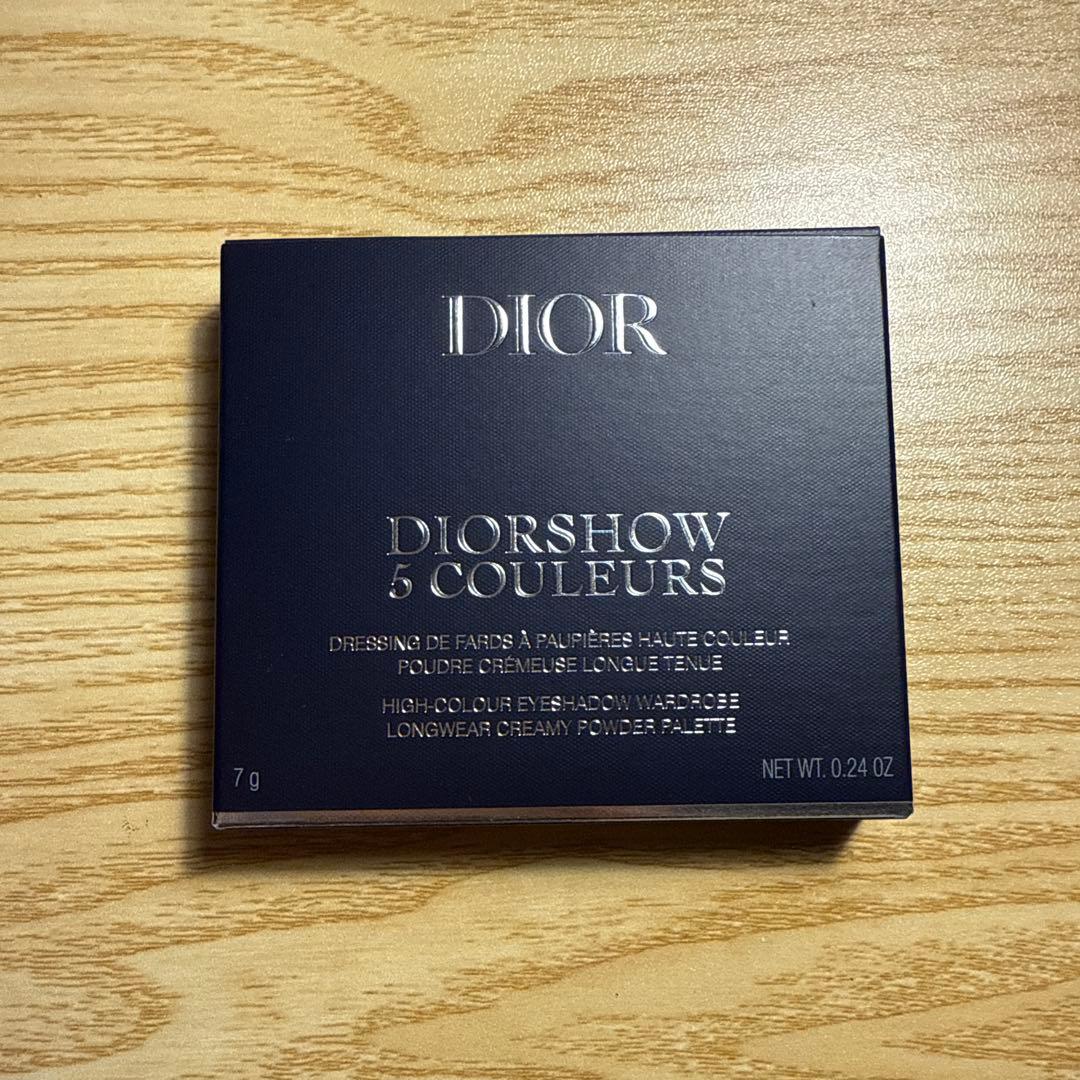 DIOR
DIORSHOW
5 COULEURS
DRESSING DE FARDS À PAUPIÈRES HAUTE COULEUR
POUDRE CRÉMEUSE LONGUE TENUE
HIGH-COLOUR EYESHADOW WARDROBE
LONGWEAR CREAMY POWDER PALETTE
7 g
NET WT. 0.24 OZ